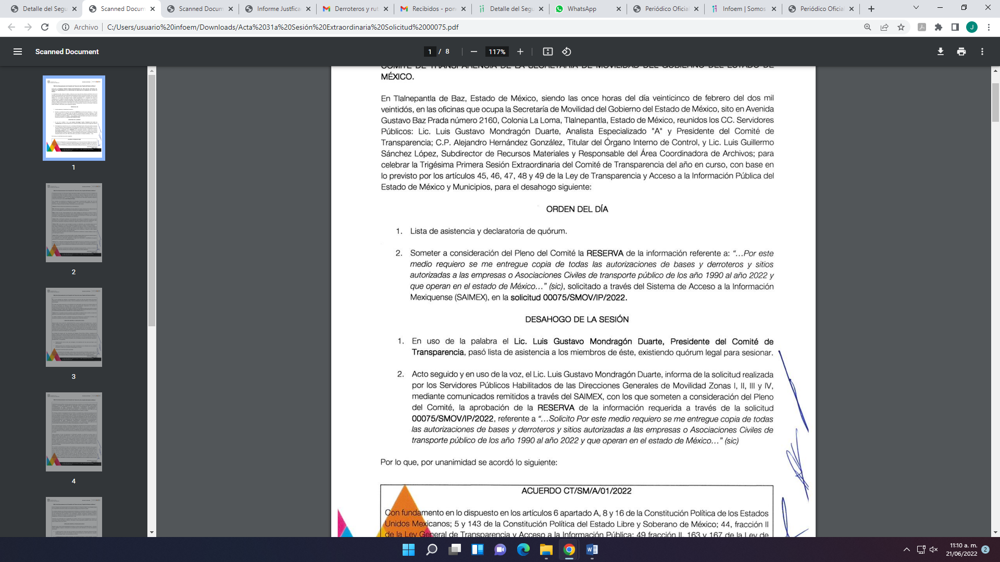 Detalle del Segu
Scanned Docum
Scanned Docum
Informe Justfica
Derroteros y rut
Recibidos - pon
Detalle del Segu
WhatsApp
Periódico Oficial
Infoem | Somos
Periódico Oficial
Archivo
C:/Users/usuario%20infoem/Downloads/Acta%2031a%20Sesión%20Extraordinaria%20Solicitud%2000075.pdf
J
Scanned Document
1 / 8
117%
1
2
3
4
COMITÉ DE TRANSPARENCIA DE LA SECRETARÍA DE MOVILIDAD DEL GOBIERNO DEL ESTADO DE
MÉXICO.
En Tlalnepantla de Baz, Estado de México, siendo las once horas del día veinticinco de febrero del dos mil
veintidós, en las oficinas que ocupa la Secretaría de Movilidad del Gobierno del Estado de México, sito en Avenida
Gustavo Baz Prada número 2160, Colonia La Loma, Tlalnepantla, Estado de México, reunidos los CC. Servidores
Públicos: Lic. Luis Gustavo Mondragón Duarte, Analista Especializado "A" y Presidente del Comité de
Transparencia; C.P. Alejandro Hernández González, Titular del Órgano Interno de Control, y Lic. Luis Guillermo
Sánchez López, Subdirector de Recursos Materiales y Responsable del Área Coordinadora de Archivos; para
celebrar la Trigésima Primera Sesión Extraordinaria del Comité de Transparencia del año en curso, con base en
lo previsto por los artículos 45, 46, 47, 48 y 49 de la Ley de Transparencia y Acceso a la Información Pública del
Estado de México y Municipios, para el desahogo siguiente:
ORDEN DEL DÍA
1. Lista de asistencia y declaratoria de quórum.
2. Someter a consideración del Pleno del Comité la RESERVA de la información referente a: “…Por este
medio requiero se me entregue copia de todas las autorizaciones de bases y derroteros y sitios
autorizadas a las empresas o Asociaciones Civiles de transporte público de los año 1990 al año 2022 y
que operan en el estado de México…” (sic), solicitado a través del Sistema de Acceso a la Información
Mexiquense (SAIMEX), en la solicitud 00075/SMOV/IP/2022.
DESAHOGO DE LA SESIÓN
1. En uso de la palabra el Lic. Luis Gustavo Mondragón Duarte, Presidente del Comité de
Transparencia, pasó lista de asistencia a los miembros de éste, existiendo quórum legal para sesionar.
2. Acto seguido y en uso de la voz, el Lic. Luis Gustavo Mondragón Duarte, informa de la solicitud realizada
por los Servidores Públicos Habilitados de las Direcciones Generales de Movilidad Zonas I, II, III y IV,
mediante comunicados remitidos a través del SAIMEX, con los que someten a consideración del Pleno
del Comité, la aprobación de la RESERVA de la información requerida a través de la solicitud
00075/SMOV/IP/2022, referente a “…Solicito Por este medio requiero se me entregue copia de todas
las autorizaciones de bases y derroteros y sitios autorizadas a las empresas o Asociaciones Civiles de
transporte público de los año 1990 al año 2022 y que operan en el estado de México…” (sic)
Por lo que, por unanimidad se acordó lo siguiente:
ACUERDO CT/SM/A/01/2022
Con fundamento en lo dispuesto en los artículos 6 apartado A, 8 y 16 de la Constitución Política de los Estados
Unidos Mexicanos; 5 y 143 de la Constitución Política del Estado Libre y Soberano de México; 44, fracción II
de la Ley General de Transparencia y Acceso a la Información Pública; 49 fracción II, 163 y 167 de la Ley de
11:10 a. m.
21/06/2022
2